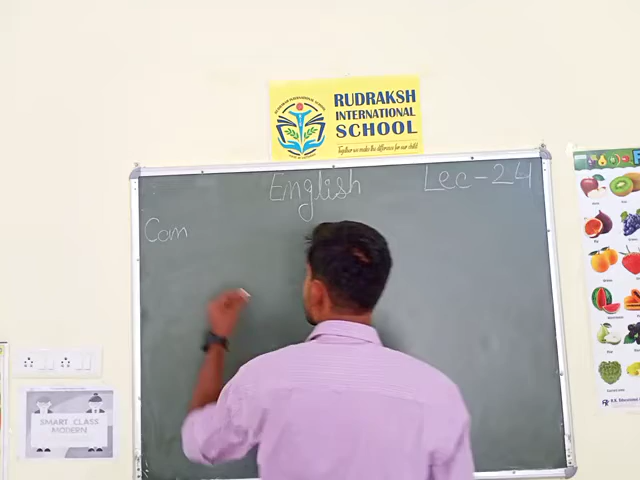 RUDRAKSH
INTERNATIONAL
SCHOOL
Together we make the difference for our child
English
Lec-24
Com
SMART CLASS
MODERN